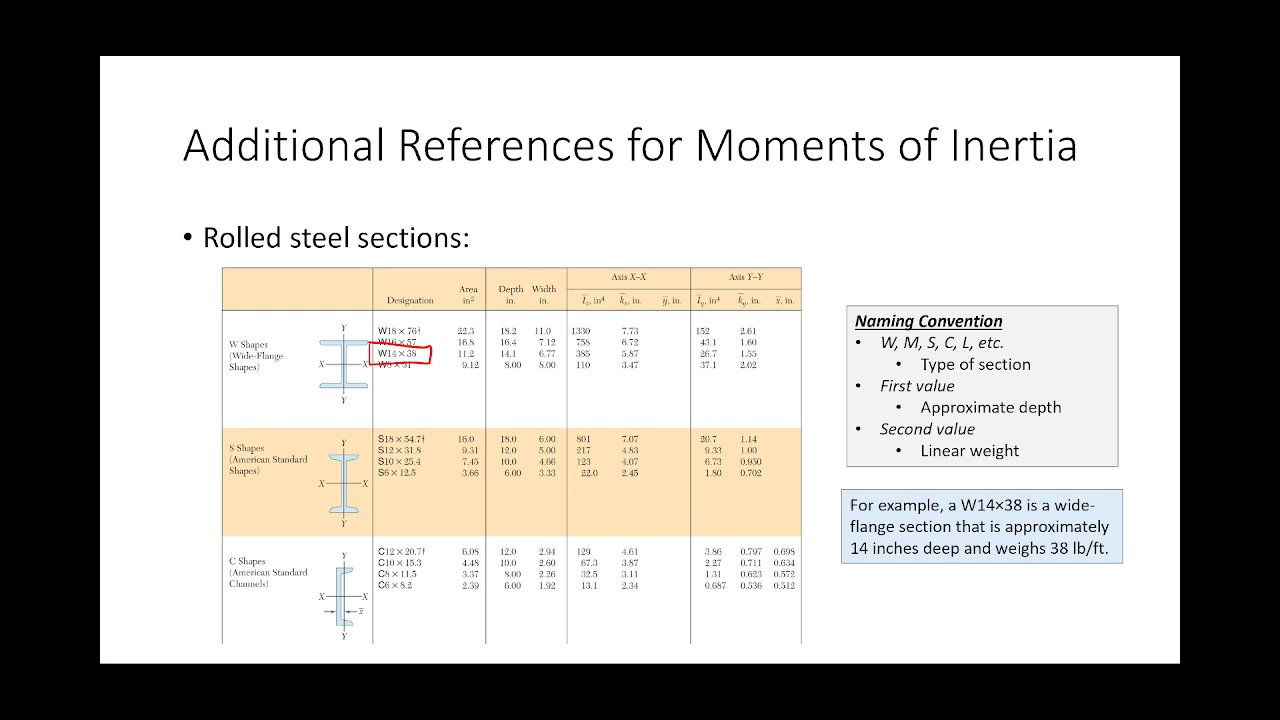 Additional References for Moments of Inertia
• Rolled steel sections:
Axis X–X Axis Y–Y
Designation Area in² Depth in. Width in. I̅x, in⁴ k̅x, in. y̅, in. I̅y, in⁴ k̅y, in. x̅, in.
W Shapes
(Wide-Flange
Shapes)
Y
X X
Y
W18 × 76† 22.3 18.2 11.0 1330 7.73 152 2.61
W16 × 57 16.8 16.4 7.12 758 6.72 43.1 1.60
W14 × 38 11.2 14.1 6.77 385 5.87 26.7 1.55
W8 × 31 9.12 8.00 8.00 110 3.47 37.1 2.02
S Shapes
(American Standard
Shapes)
Y
X X
Y
S18 × 54.7† 16.0 18.0 6.00 801 7.07 20.7 1.14
S12 × 31.8 9.31 12.0 5.00 217 4.83 9.33 1.00
S10 × 25.4 7.45 10.0 4.66 123 4.07 6.73 0.950
S6 × 12.5 3.66 6.00 3.33 22.0 2.45 1.80 0.702
C Shapes
(American Standard
Channels)
Y
X X
x̅
Y
C12 × 20.7† 6.08 12.0 2.94 129 4.61 3.86 0.797 0.698
C10 × 15.3 4.48 10.0 2.60 67.3 3.87 2.27 0.711 0.634
C8 × 11.5 3.37 8.00 2.26 32.5 3.11 1.31 0.623 0.572
C6 × 8.2 2.39 6.00 1.92 13.1 2.34 0.687 0.536 0.512
Naming Convention
• W, M, S, C, L, etc.
• Type of section
• First value
• Approximate depth
• Second value
• Linear weight
For example, a W14×38 is a wide-
flange section that is approximately
14 inches deep and weighs 38 lb/ft.